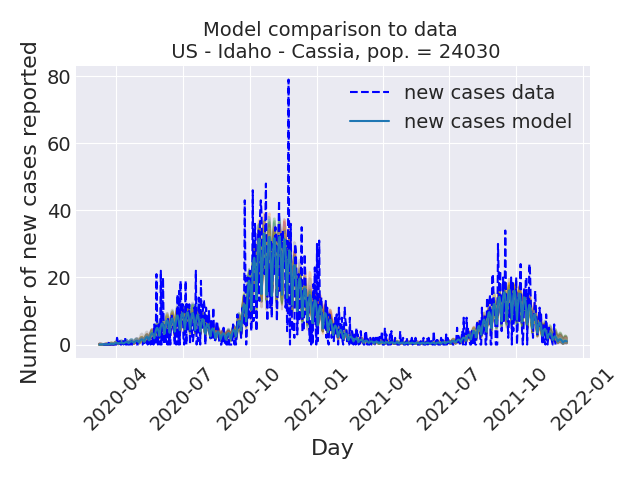 Model comparison to data
US - Idaho - Cassia, pop. = 24030
Number of new cases reported
80
60
40
20
0
new cases data
new cases model
2020-04
2020-07
2020-10
2021-01
2021-04
2021-07
2021-10
2022-01
Day